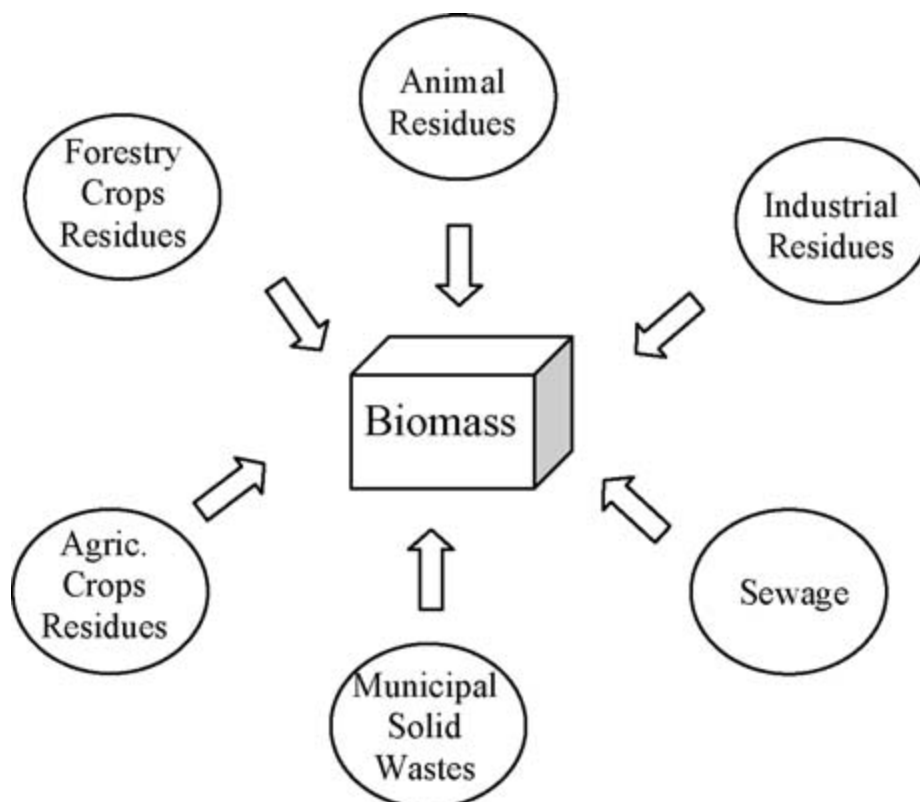 Animal
Residues
Forestry
Crops
Residues
Industrial
Residues
Biomass
Agric.
Crops
Residues
Sewage
Municipal
Solid
Wastes